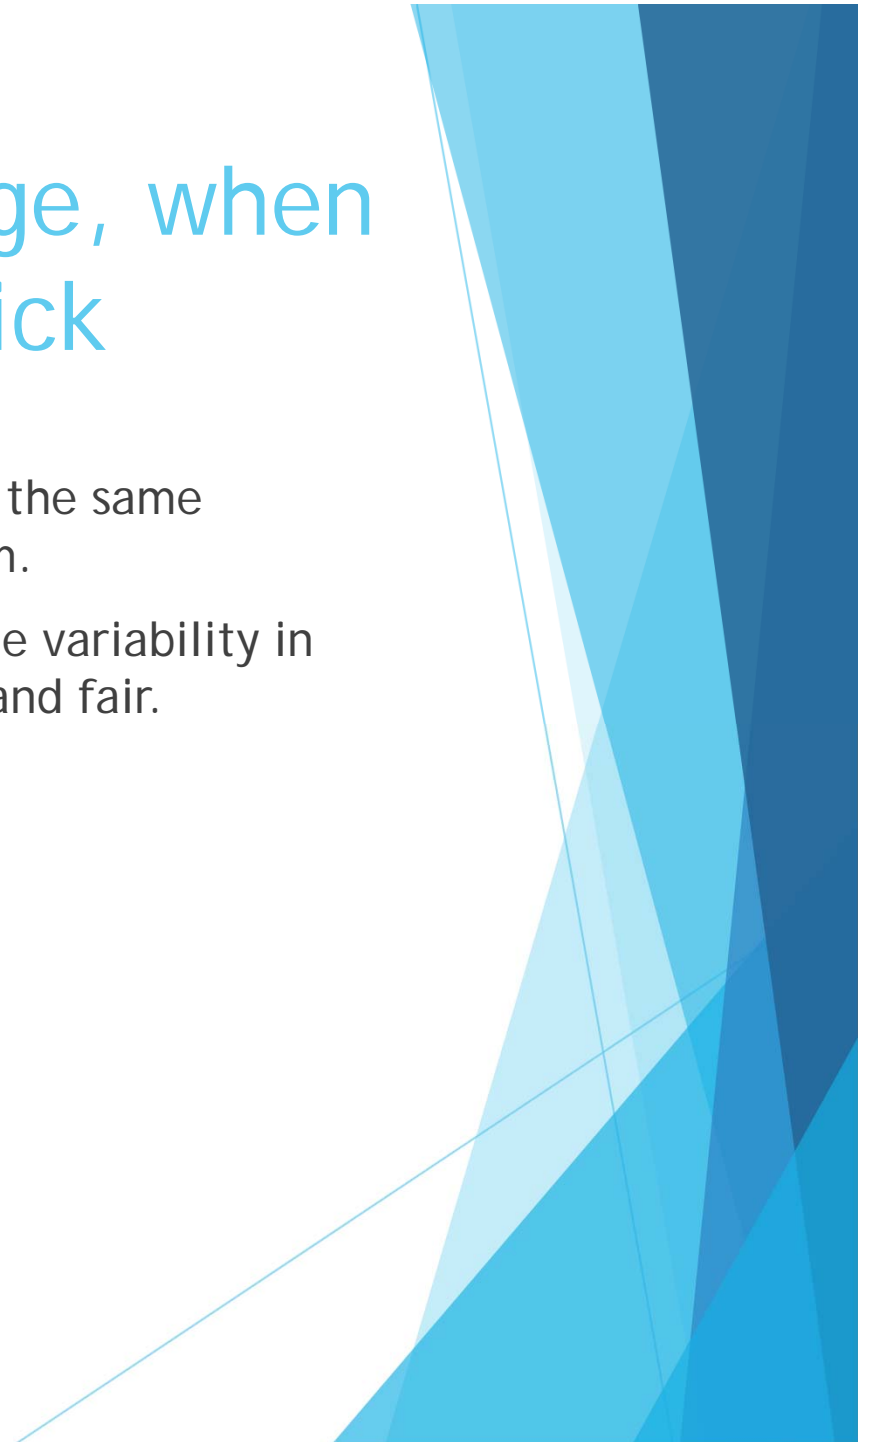 ge, when
ick
the same
n.
e variability in
and fair.